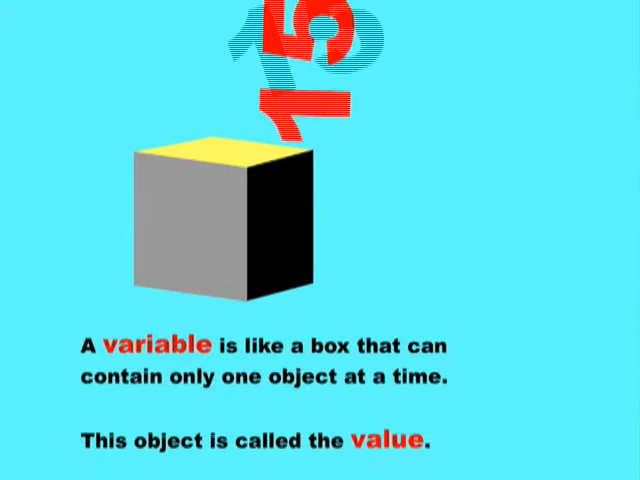 15
A variable is like a box that can
contain only one object at a time.
This object is called the value.